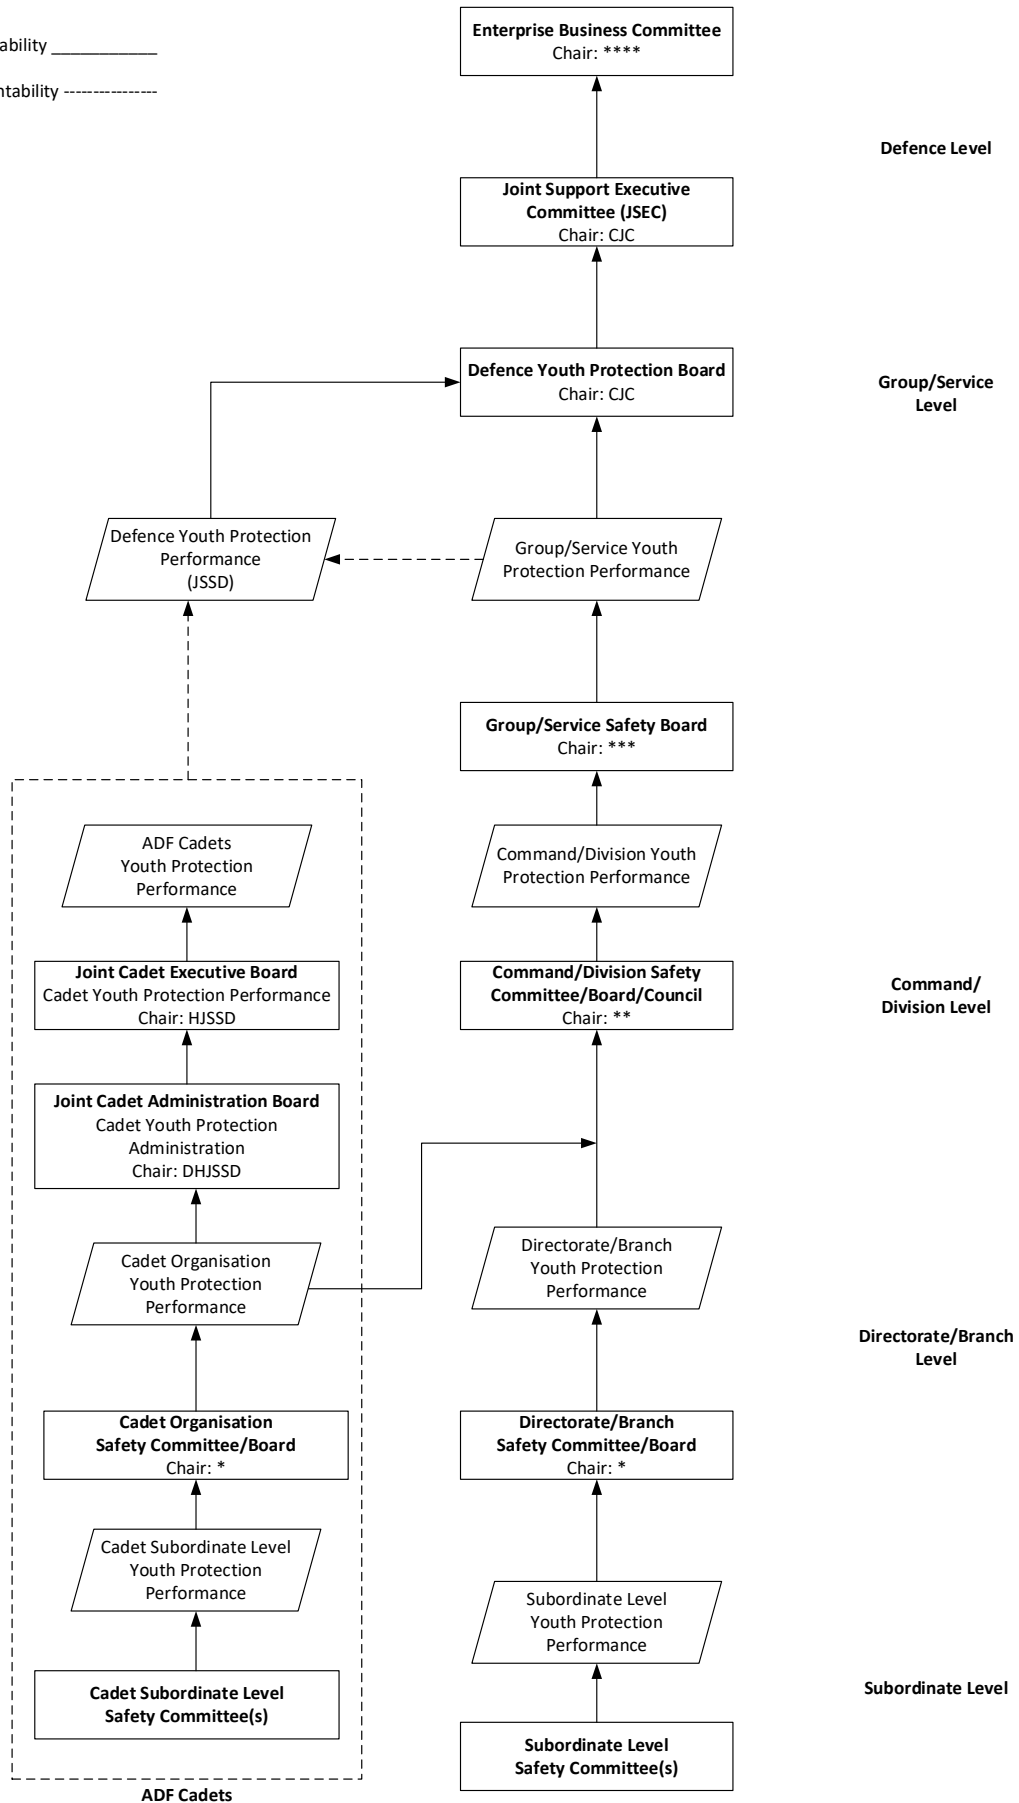 Enterprise Business Committee
Chair: ****
ability ____________
ntability ----------------
Defence Level
Joint Support Executive
Committee (JSEC)
Chair: CJC
Defence Youth Protection Board
Chair: CJC
Group/Service
Level
Defence Youth Protection
Performance
(JSSD)
Group/Service Youth
Protection Performance
Group/Service Safety Board
Chair: ***
ADF Cadets
Youth Protection
Performance
Command/Division Youth
Protection Performance
Joint Cadet Executive Board
Cadet Youth Protection Performance
Chair: HJSSD
Command/Division Safety
Committee/Board/Council
Chair: **
Command/
Division Level
Joint Cadet Administration Board
Cadet Youth Protection
Administration
Chair: DHJSSD
Cadet Organisation
Youth Protection
Performance
Directorate/Branch
Youth Protection
Performance
Directorate/Branch
Level
Cadet Organisation
Safety Committee/Board
Chair: *
Directorate/Branch
Safety Committee/Board
Chair: *
Cadet Subordinate Level
Youth Protection
Performance
Subordinate Level
Youth Protection
Performance
Cadet Subordinate Level
Safety Committee(s)
Subordinate Level
Subordinate Level
Safety Committee(s)
ADF Cadets